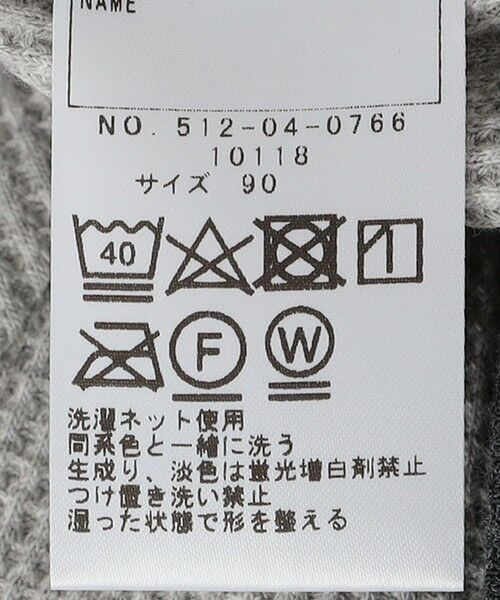 NAME
NO. 512-04-0766
10118
サイズ 90
40
F
W
洗濯ネット使用
同系色と一緒に洗う
生成り、淡色は蛍光増白剤禁止
つけ置き洗い禁止
湿った状態で形を整える